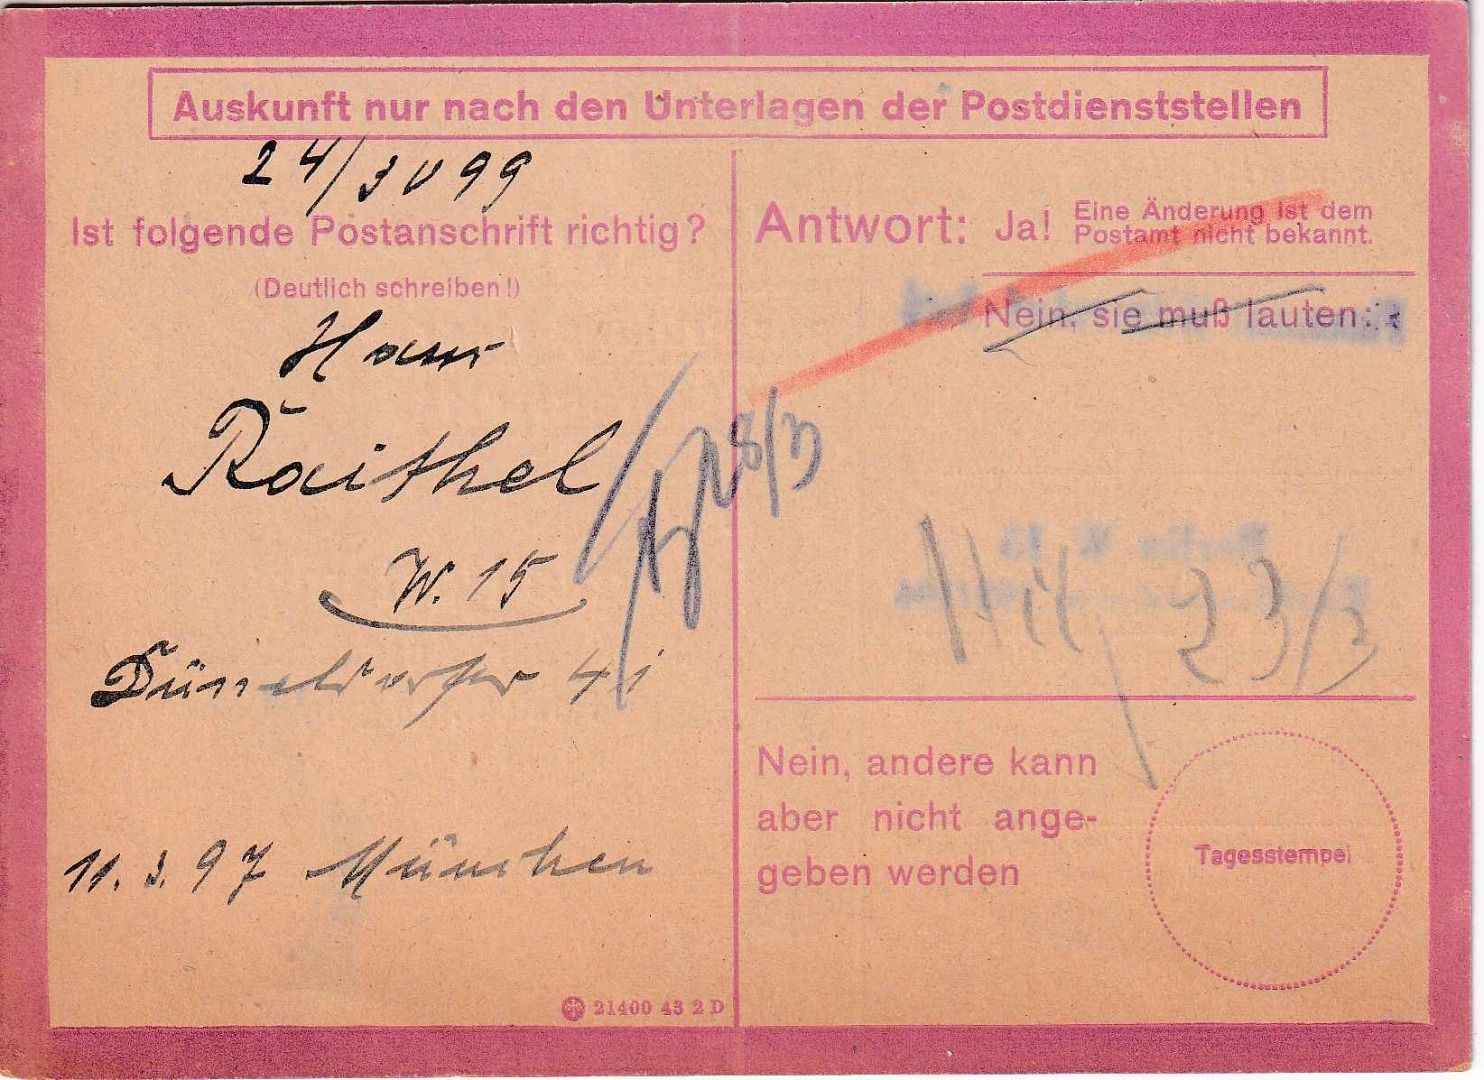 Auskunft nur nach den Unterlagen der Postdienststellen
24/3099
Ist folgende Postanschrift richtig?
(Deutlich schreiben!)
Raithel
W. 15
Düsseldorfer 41
11. 3. 97 München
21400 43 2 D
Antwort: Ja! Eine Änderung ist dem
Postamt nicht bekannt.
Nein, sie muß lauten:
28/3
23/3
Nein, andere kann
aber nicht ange-
geben werden
Tagesstempel